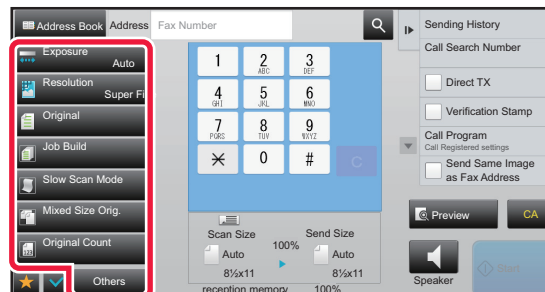 Address Book
Address
Fax Number
Sending History
Call Search Number
Direct TX
Verification Stamp
Call Program
Call Registered settings
Send Same Image
as Fax Address
Exposure
Auto
Resolution
Super Fi
Original
Job Build
Slow Scan Mode
Mixed Size Orig.
Original Count
Others
1
2
ABC
3
DEF
4
GHI
5
JKL
6
MNO
7
PQRS
8
TUV
9
WXYZ
0
#
C
Scan Size
100%
Send Size
Auto
Auto
8½x11
8½x11
reception memory 100%
Preview
CA
Speaker
Start